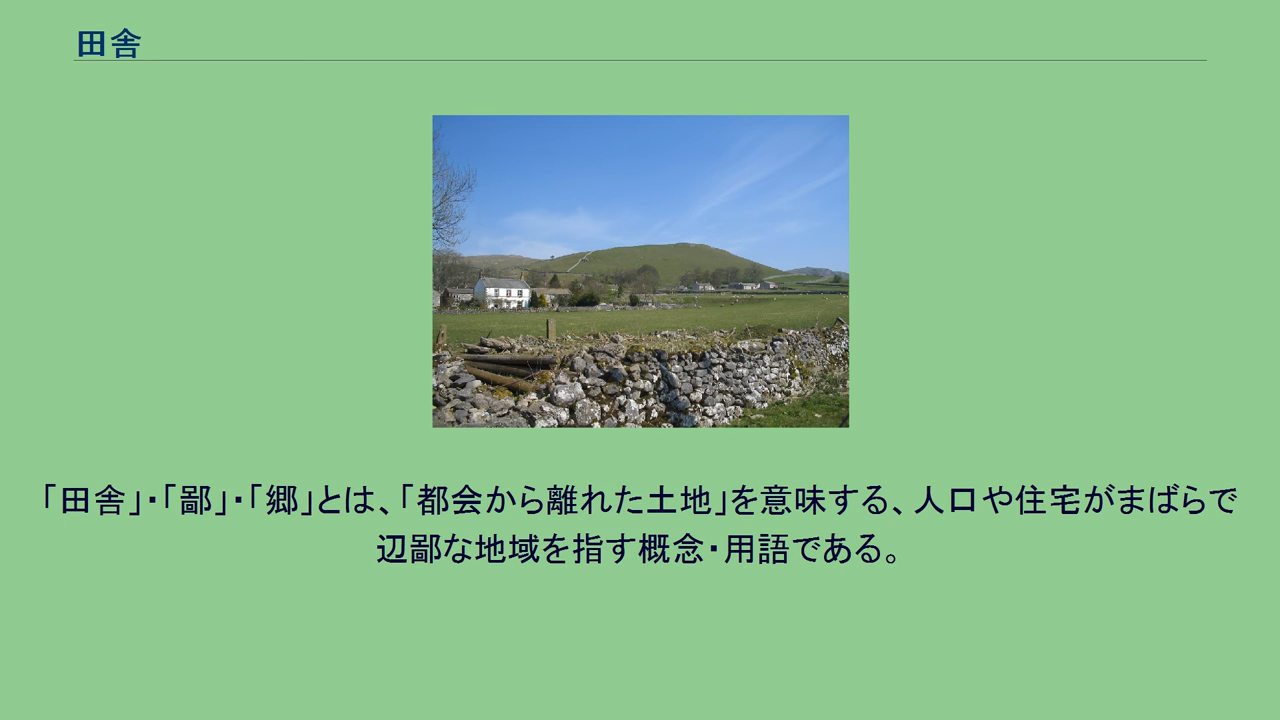 田舎
「田舎」・「鄙」・「郷」とは、「都会から離れた土地」を意味する、人口や住宅がまばらで
辺鄙な地域を指す概念・用語である。